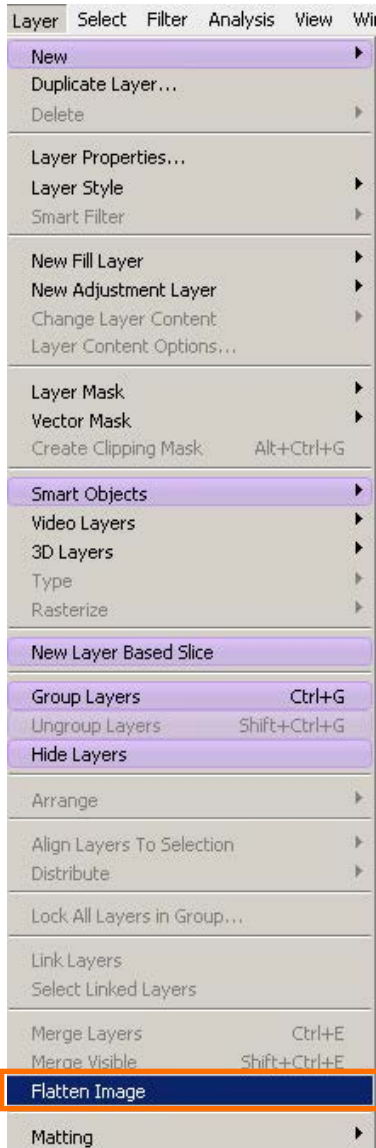 Layer Select Filter Analysis View
New
Duplicate Layer...
Delete
Layer Properties...
Layer Style
Smart Filter
New Fill Layer
New Adjustment Layer
Change Layer Content
Layer Content Options...
Layer Mask
Vector Mask
Create Clipping Mask Alt+Ctrl+G
Smart Objects
Video Layers
3D Layers
Type
Rasterize
New Layer Based Slice
Group Layers Ctrl+G
Ungroup Layers Shift+Ctrl+G
Hide Layers
Arrange
Align Layers To Selection
Distribute
Lock All Layers in Group...
Link Layers
Select Linked Layers
Merge Layers Ctrl+E
Merge Visible Shift+Ctrl+E
Flatten Image
Matting